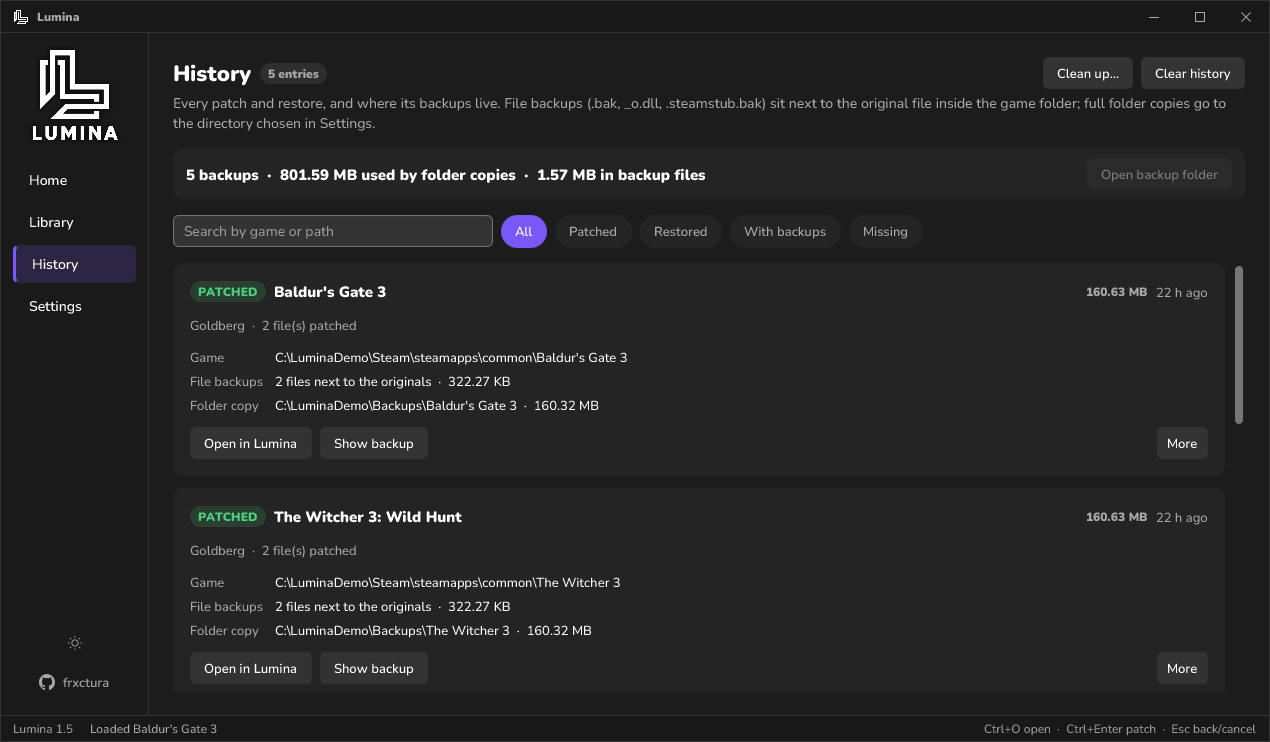 Lumina
LUMINA
Home
Library
History
Settings
frxctura
History 5 entries
Clean up... Clear history
Every patch and restore, and where its backups live. File backups (.bak, _o.dll, .steamstub.bak) sit next to the original file inside the game folder; full folder copies go to
the directory chosen in Settings.
5 backups · 801.59 MB used by folder copies · 1.57 MB in backup files
Open backup folder
Search by game or path
All Patched Restored With backups Missing
PATCHED Baldur's Gate 3 160.63 MB 22 h ago
Goldberg · 2 file(s) patched
Game C:\LuminaDemo\Steam\steamapps\common\Baldur's Gate 3
File backups 2 files next to the originals · 322.27 KB
Folder copy C:\LuminaDemo\Backups\Baldur's Gate 3 · 160.32 MB
Open in Lumina Show backup More
PATCHED The Witcher 3: Wild Hunt 160.63 MB 22 h ago
Goldberg · 2 file(s) patched
Game C:\LuminaDemo\Steam\steamapps\common\The Witcher 3
File backups 2 files next to the originals · 322.27 KB
Folder copy C:\LuminaDemo\Backups\The Witcher 3 · 160.32 MB
Open in Lumina Show backup More
Lumina 1.5 Loaded Baldur's Gate 3
Ctrl+O open · Ctrl+Enter patch · Esc back/cancel